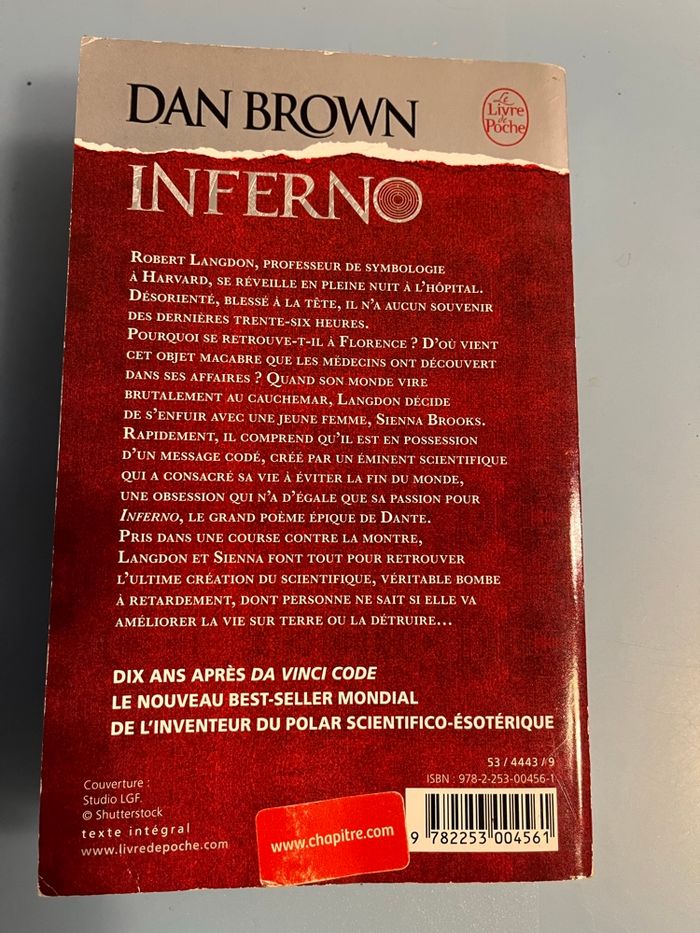 DAN BROWN
Le
Livre
de
Poche
INFERNO
ROBERT LANGDON, PROFESSEUR DE SYMBOLOGIE
À HARVARD, SE RÉVEILLE EN PLEINE NUIT À L'HÔPITAL.
DÉSORIENTÉ, BLESSÉ À LA TÊTE, IL N'A AUCUN SOUVENIR
DES DERNIÈRES TRENTE-SIX HEURES.
POURQUOI SE RETROUVE-T-IL À FLORENCE ? D'OÙ VIENT
CET OBJET MACABRE QUE LES MÉDECINS ONT DÉCOUVERT
DANS SES AFFAIRES ? QUAND SON MONDE VIRE
BRUTALEMENT AU CAUCHEMAR, LANGDON DÉCIDE
DE S'ENFUIR AVEC UNE JEUNE FEMME, SIENNA BROOKS.
RAPIDEMENT, IL COMPREND QU'IL EST EN POSSESSION
D'UN MESSAGE CODÉ, CRÉÉ PAR UN ÉMINENT SCIENTIFIQUE
QUI A CONSACRÉ SA VIE À ÉVITER LA FIN DU MONDE,
UNE OBSESSION QUI N'A D'ÉGALE QUE SA PASSION POUR
INFERNO, LE GRAND POÈME ÉPIQUE DE DANTE.
PRIS DANS UNE COURSE CONTRE LA MONTRE,
LANGDON ET SIENNA FONT TOUT POUR RETROUVER
L'ULTIME CRÉATION DU SCIENTIFIQUE, VÉRITABLE BOMBE
À RETARDEMENT, DONT PERSONNE NE SAIT SI ELLE VA
AMÉLIORER LA VIE SUR TERRE OU LA DÉTRUIRE...
DIX ANS APRÈS DA VINCI CODE
LE NOUVEAU BEST-SELLER MONDIAL
DE L'INVENTEUR DU POLAR SCIENTIFICO-ÉSOTÉRIQUE
53 / 4443 / 9
ISBN : 978-2-253-00456-1
Couverture :
Studio LGF.
© Shutterstock
texte intégral
www.livredepoche.com
www.chapitre.com
9 782253 004561